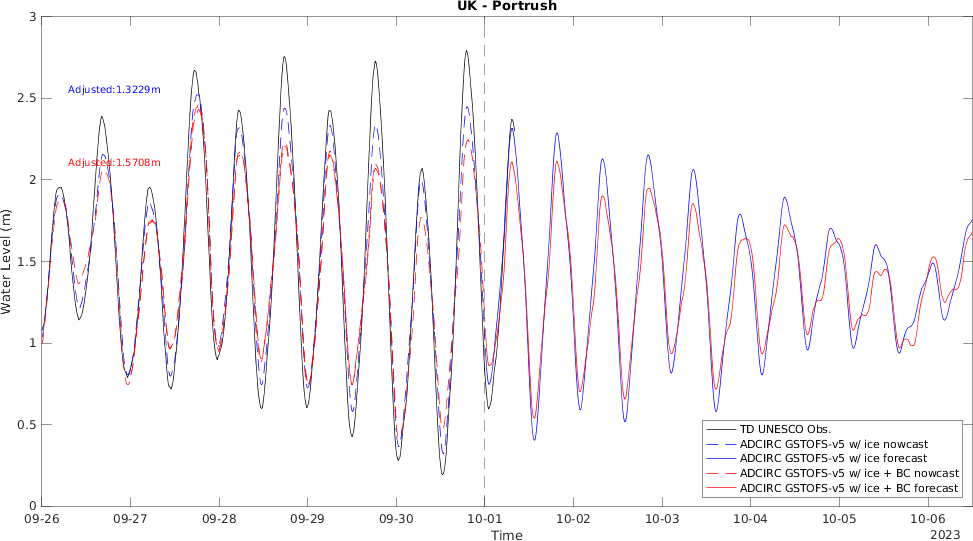 UK - Portrush
3
2.5
2
1.5
1
0.5
0
Water Level (m)
Adjusted:1.3229m
Adjusted:1.5708m
TD UNESCO Obs.
ADCIRC GSTOFS-v5 w/ ice nowcast
ADCIRC GSTOFS-v5 w/ ice forecast
ADCIRC GSTOFS-v5 w/ ice + BC nowcast
ADCIRC GSTOFS-v5 w/ ice + BC forecast
09-26 09-27 09-28 09-29 09-30 10-01 10-02 10-03 10-04 10-05 10-06
Time
2023